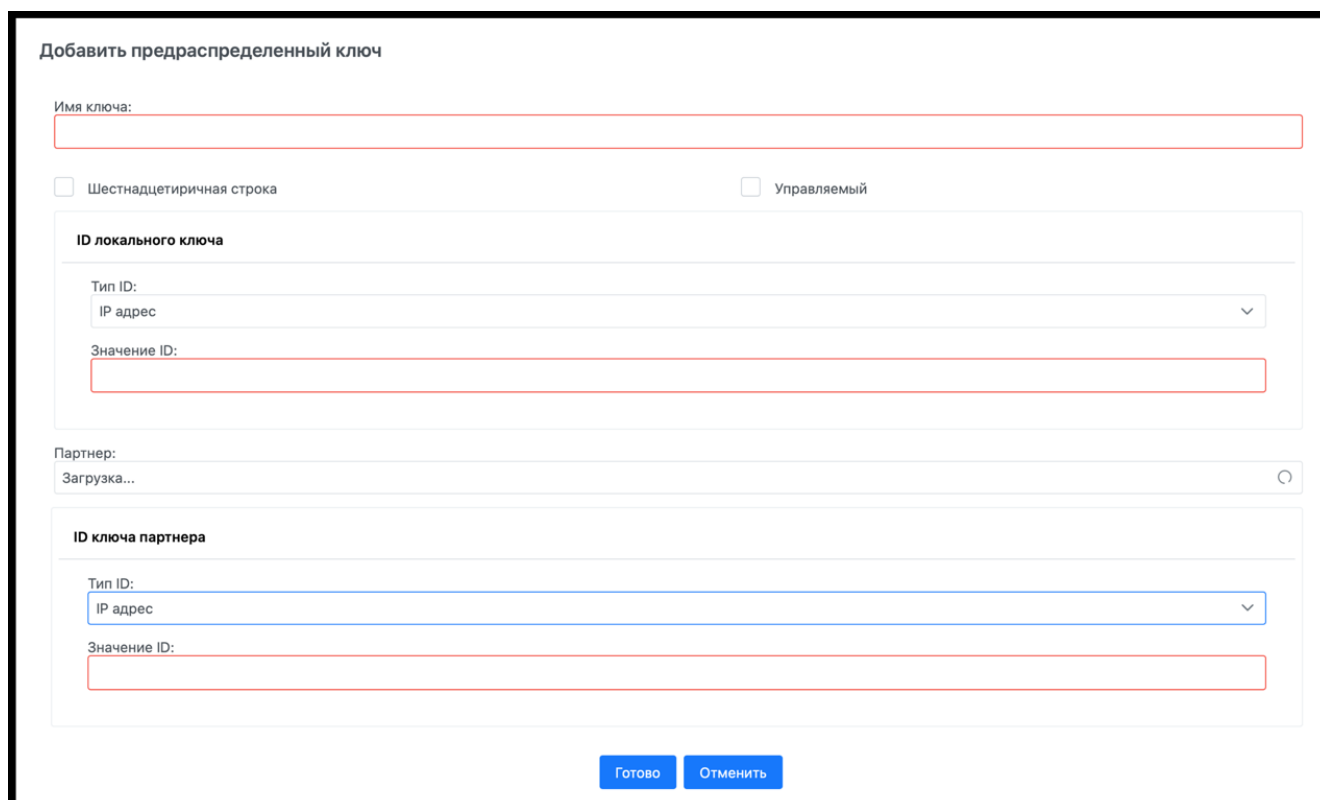 Добавить предраспределенный ключ
Имя ключа:
Шестнадцетиричная строка
Управляемый
ID локального ключа
Тип ID:
IP адрес
Значение ID:
Партнер:
Загрузка...
ID ключа партнера
Тип ID:
IP адрес
Значение ID:
Готово
Отменить